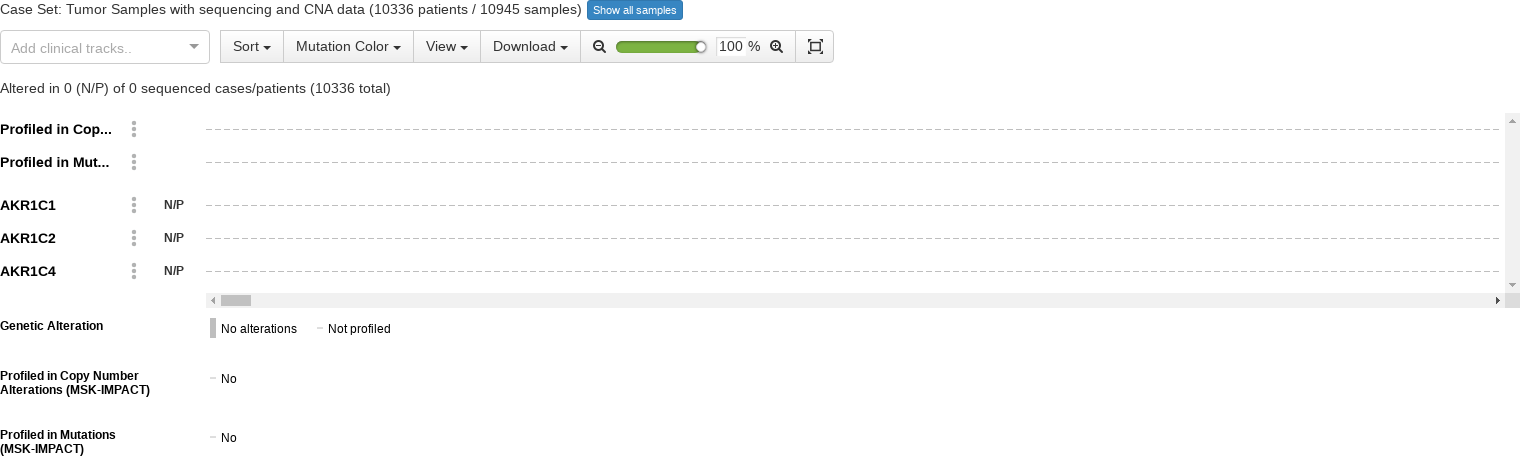 Case Set: Tumor Samples with sequencing and CNA data (10336 patients / 10945 samples) Show all samples
Add clinical tracks.. Sort Mutation Color View Download 100 %
Altered in 0 (N/P) of 0 sequenced cases/patients (10336 total)
Profiled in Cop...
Profiled in Mut...
AKR1C1 N/P
AKR1C2 N/P
AKR1C4 N/P
Genetic Alteration No alterations Not profiled
Profiled in Copy Number No
Alterations (MSK-IMPACT)
Profiled in Mutations No
(MSK-IMPACT)